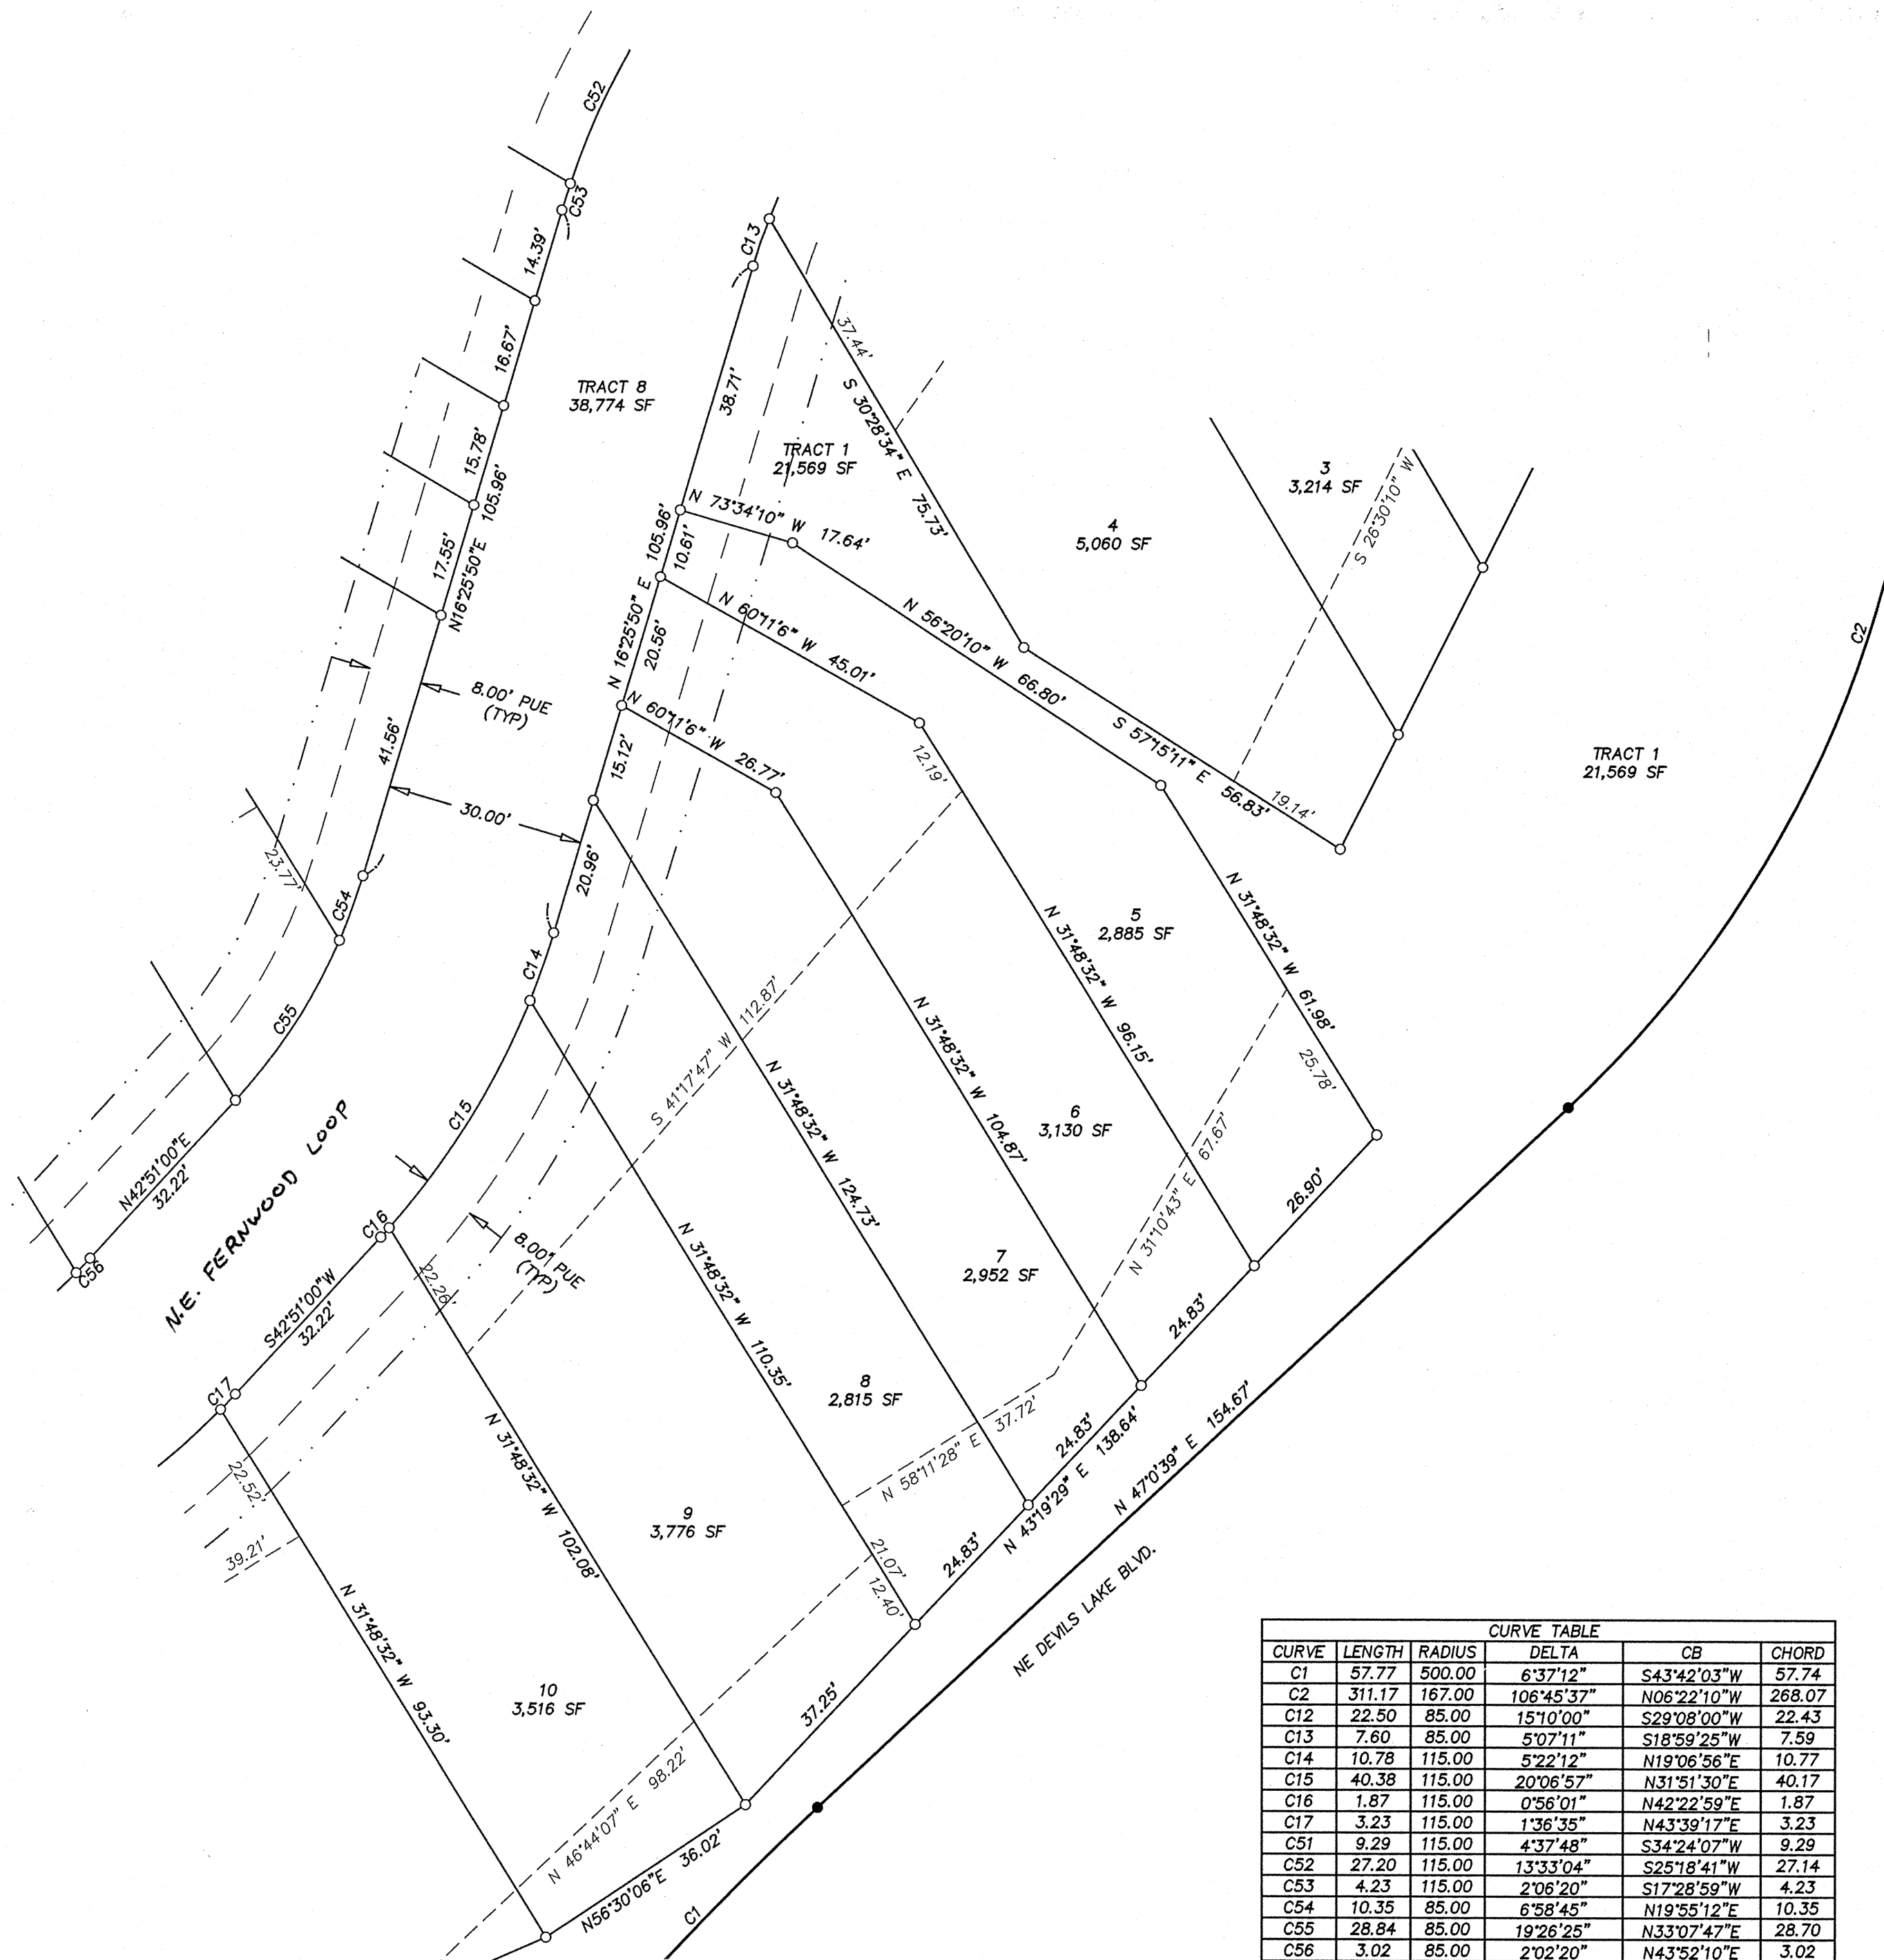 C52
C53
14.39'
16.67'
15.78'
17.55'
N16°25'50"E 105.96'
41.56'
8.00' PUE
(TYP)
30.00'
23.77'
C54
C55
N42°51'00"E
32.22'
C56
N.E. FERNWOOD LOOP
TRACT 8
38,774 SF
C13
38.71'
37.44'
S 30°28'34" E 75.73'
TRACT 1
21,569 SF
N 73°34'10" W 17.64'
N 16°25'50" E 105.96'
10.61'
20.56'
15.12'
20.96'
N 60°11'6" W 45.01'
N 60°11'6" W 26.77'
N 56°20'10" W 66.80'
4
5,060 SF
3
3,214 SF
S 26°30'10" W
S 57°15'11" E 56.83'
19.14'
TRACT 1
21,569 SF
C2
12.19'
5
2,885 SF
N 31°48'32" W 61.98'
25.78'
N 31°48'32" W 96.15'
N 31°48'32" W 104.87'
6
3,130 SF
N 31°10'43" E 67.67'
26.90'
S 41°17'47" W 112.87'
N 31°48'32" W 124.73'
7
2,952 SF
24.83'
C14
C15
C16
S42°51'00"W
32.22'
C17
8.00' PUE
(TYP)
22.26'
N 31°48'32" W 110.35'
8
2,815 SF
N 58°11'28" E 37.72'
24.83'
N 43°19'29" E 138.64'
N 47°0'39" E 154.67'
NE DEVILS LAKE BLVD.
24.83'
21.07'
12.40'
N 31°48'32" W 102.08'
9
3,776 SF
22.52'
39.21'
N 31°48'32" W 93.30'
10
3,516 SF
37.25'
N 46°44'07" E 98.22'
N56°30'06"E 36.02'
C1
CURVE TABLE
CURVE LENGTH RADIUS DELTA CB CHORD
C1 57.77 500.00 6°37'12" S43°42'03"W 57.74
C2 311.17 167.00 106°45'37" N06°22'10"W 268.07
C12 22.50 85.00 15°10'00" S29°08'00"W 22.43
C13 7.60 85.00 5°07'11" S18°59'25"W 7.59
C14 10.78 115.00 5°22'12" N19°06'56"E 10.77
C15 40.38 115.00 20°06'57" N31°51'30"E 40.17
C16 1.87 115.00 0°56'01" N42°22'59"E 1.87
C17 3.23 115.00 1°36'35" N43°39'17"E 3.23
C51 9.29 115.00 4°37'48" S34°24'07"W 9.29
C52 27.20 115.00 13°33'04" S25°18'41"W 27.14
C53 4.23 115.00 2°06'20" S17°28'59"W 4.23
C54 10.35 85.00 6°58'45" N19°55'12"E 10.35
C55 28.84 85.00 19°26'25" N33°07'47"E 28.70
C56 3.02 85.00 2°02'20" N43°52'10"E 3.02